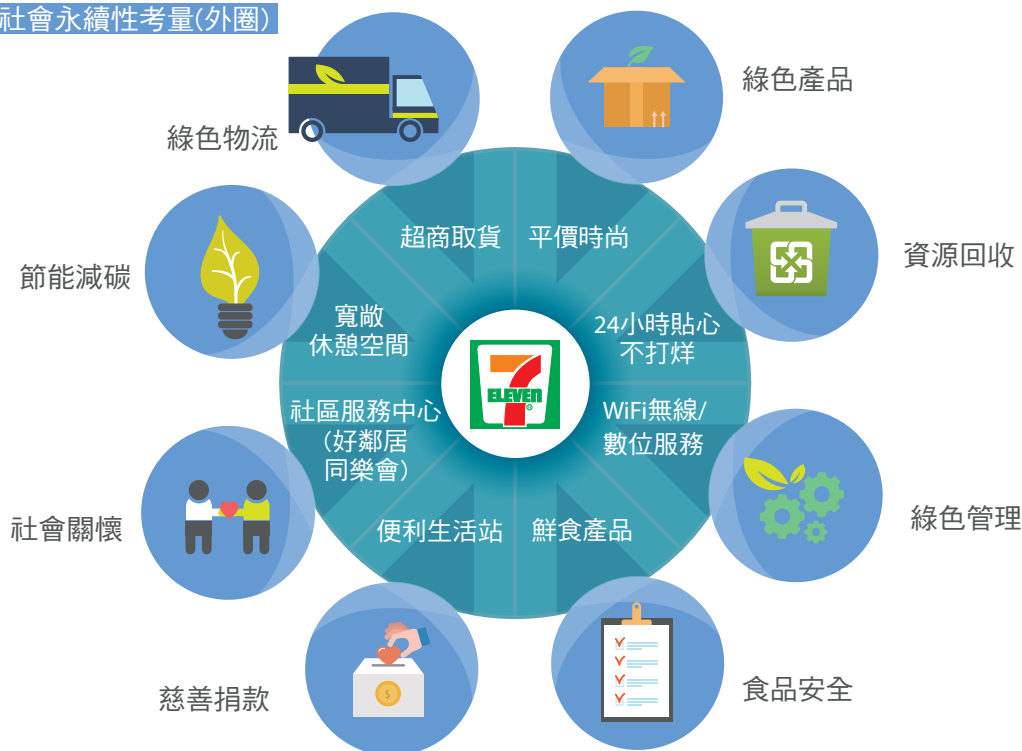 社會永續性考量(外圈)
綠色物流
綠色產品
節能減碳
資源回收
超商取貨
平價時尚
寬敞
休憩空間
24小時貼心
不打烊
社區服務中心
(好鄰居
同樂會)
WiFi無線/
數位服務
便利生活站
鮮食產品
7
ELEVEN
®
社會關懷
綠色管理
慈善捐款
$
食品安全